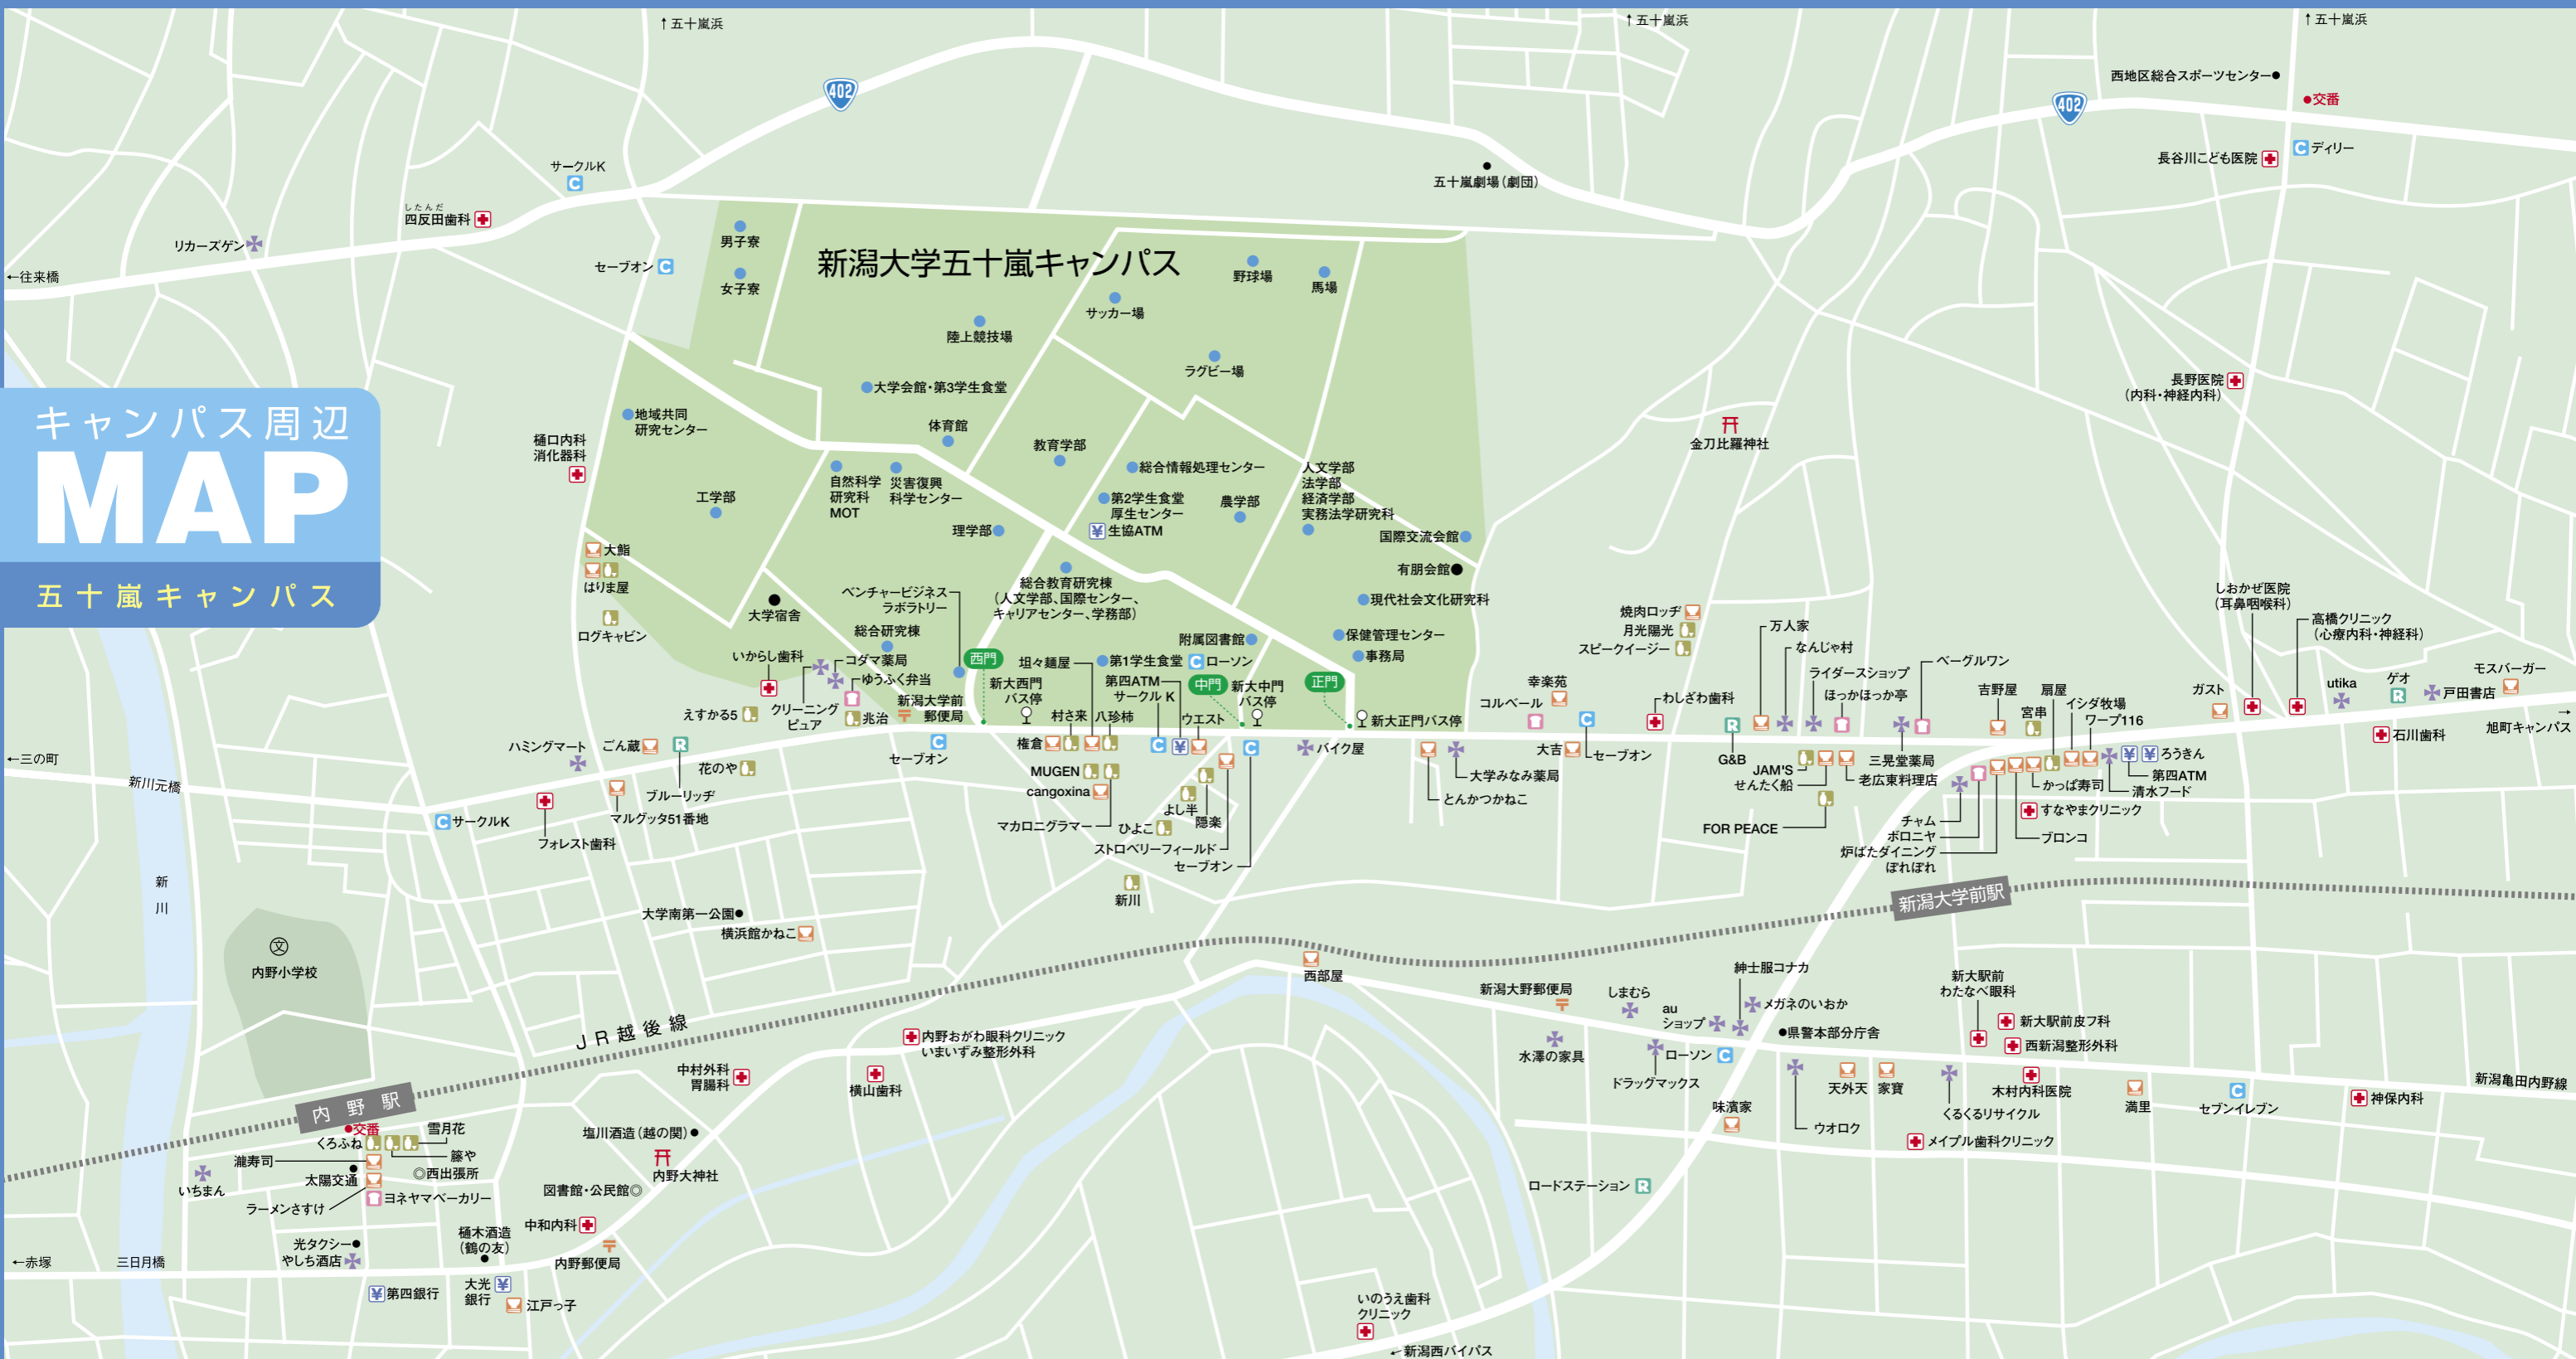 ↑五十嵐浜
↑五十嵐浜
↑五十嵐浜
402
402
西地区総合スポーツセンター
交番
長谷川こども医院
ディリー
五十嵐劇場(劇団)
サークルK
したんだ
四反田歯科
リカーズゲン
←往来橋
セーブオン
男子寮
女子寮
新潟大学五十嵐キャンパス
野球場
馬場
サッカー場
陸上競技場
ラグビー場
大学会館・第3学生食堂
長野医院
(内科・神経内科)
キャンパス周辺
MAP
五十嵐キャンパス
地域共同
研究センター
樋口内科
消化器科
体育館
教育学部
金刀比羅神社
自然科学
研究科
MOT
災害復興
科学センター
総合情報処理センター
第2学生食堂
厚生センター
生協ATM
農学部
人文学部
法学部
経済学部
実務法学研究科
工学部
理学部
国際交流会館
有朋会館
大鮨
はりま屋
ログキャビン
大学宿舎
ベンチャービジネス
ラボラトリー
総合教育研究棟
(人文学部、国際センター、
キャリアセンター、学務部)
総合研究棟
現代社会文化研究科
保健管理センター
事務局
附属図書館
ローソン
第1学生食堂
西門
中門
正門
いからし歯科
コダマ薬局
ゆうふく弁当
クリーニング
ピュア
兆治
新潟大学前
郵便局
新大西門
バス停
坦々麺屋
第四ATM
サークル K
新大中門
バス停
新大正門バス停
村さ来
八珍柿
ウエスト
えすかる5
ハミングマート
ごん蔵
花のや
ブルーリッヂ
マルグッタ51番地
フォレスト歯科
サークルK
セーブオン
権倉
MUGEN
cangoxina
マカロニグラマー
ひよこ
よし半
隠楽
ストロベリーフィールド
セーブオン
新川
バイク屋
大学みなみ薬局
とんかつかねこ
焼肉ロッヂ
月光陽光
スピークイージー
幸楽苑
コルベール
大吉
セーブオン
わしざわ歯科
万人家
なんじゃ村
ライダースショップ
ほっかほっか亭
ベーグルワン
G&B
JAM'S
せんたく船
FOR PEACE
三晃堂薬局
老広東料理店
吉野屋
扇屋
宮串
イシダ牧場
ワープ116
ろうきん
第四ATM
清水フード
かっぱ寿司
すなやまクリニック
ブロンコ
チャム
ボロニヤ
炉ばたダイニング
ぽれぽれ
しおかぜ医院
(耳鼻咽喉科)
高橋クリニック
(心療内科・神経科)
ガスト
utika
ゲオ
戸田書店
モスバーガー
石川歯科
→
旭町キャンパス
←三の町
新川元橋
新
川
文
内野小学校
大学南第一公園
横浜館かねこ
新潟大学前駅
西部屋
JR越後線
内野駅
新潟大野郵便局
しまむら
au
ショップ
紳士服コナカ
メガネのいおか
県警本部分庁舎
水澤の家具
ドラッグマックス
ローソン
新大駅前
わたなべ眼科
新大駅前皮フ科
西新潟整形外科
天外天
家寶
くるくるリサイクル
木村内科医院
満里
セブンイレブン
神保内科
新潟亀田内野線
味濱家
ウオロク
メイプル歯科クリニック
ロードステーション
内野おがわ眼科クリニック
いまいずみ整形外科
中村外科
胃腸科
横山歯科
交番
くろふね
雪月花
籐や
瀧寿司
太陽交通
◎西出張所
ヨネヤマベーカリー
ラーメンさすけ
いちまん
塩川酒造(越の関)
内野大神社
図書館・公民館◎
中和内科
内野郵便局
樋木酒造
(鶴の友)
光タクシー
やしち酒店
第四銀行
大光
銀行
江戸っ子
←赤塚
三日月橋
いのうえ歯科
クリニック
←新潟西バイパス